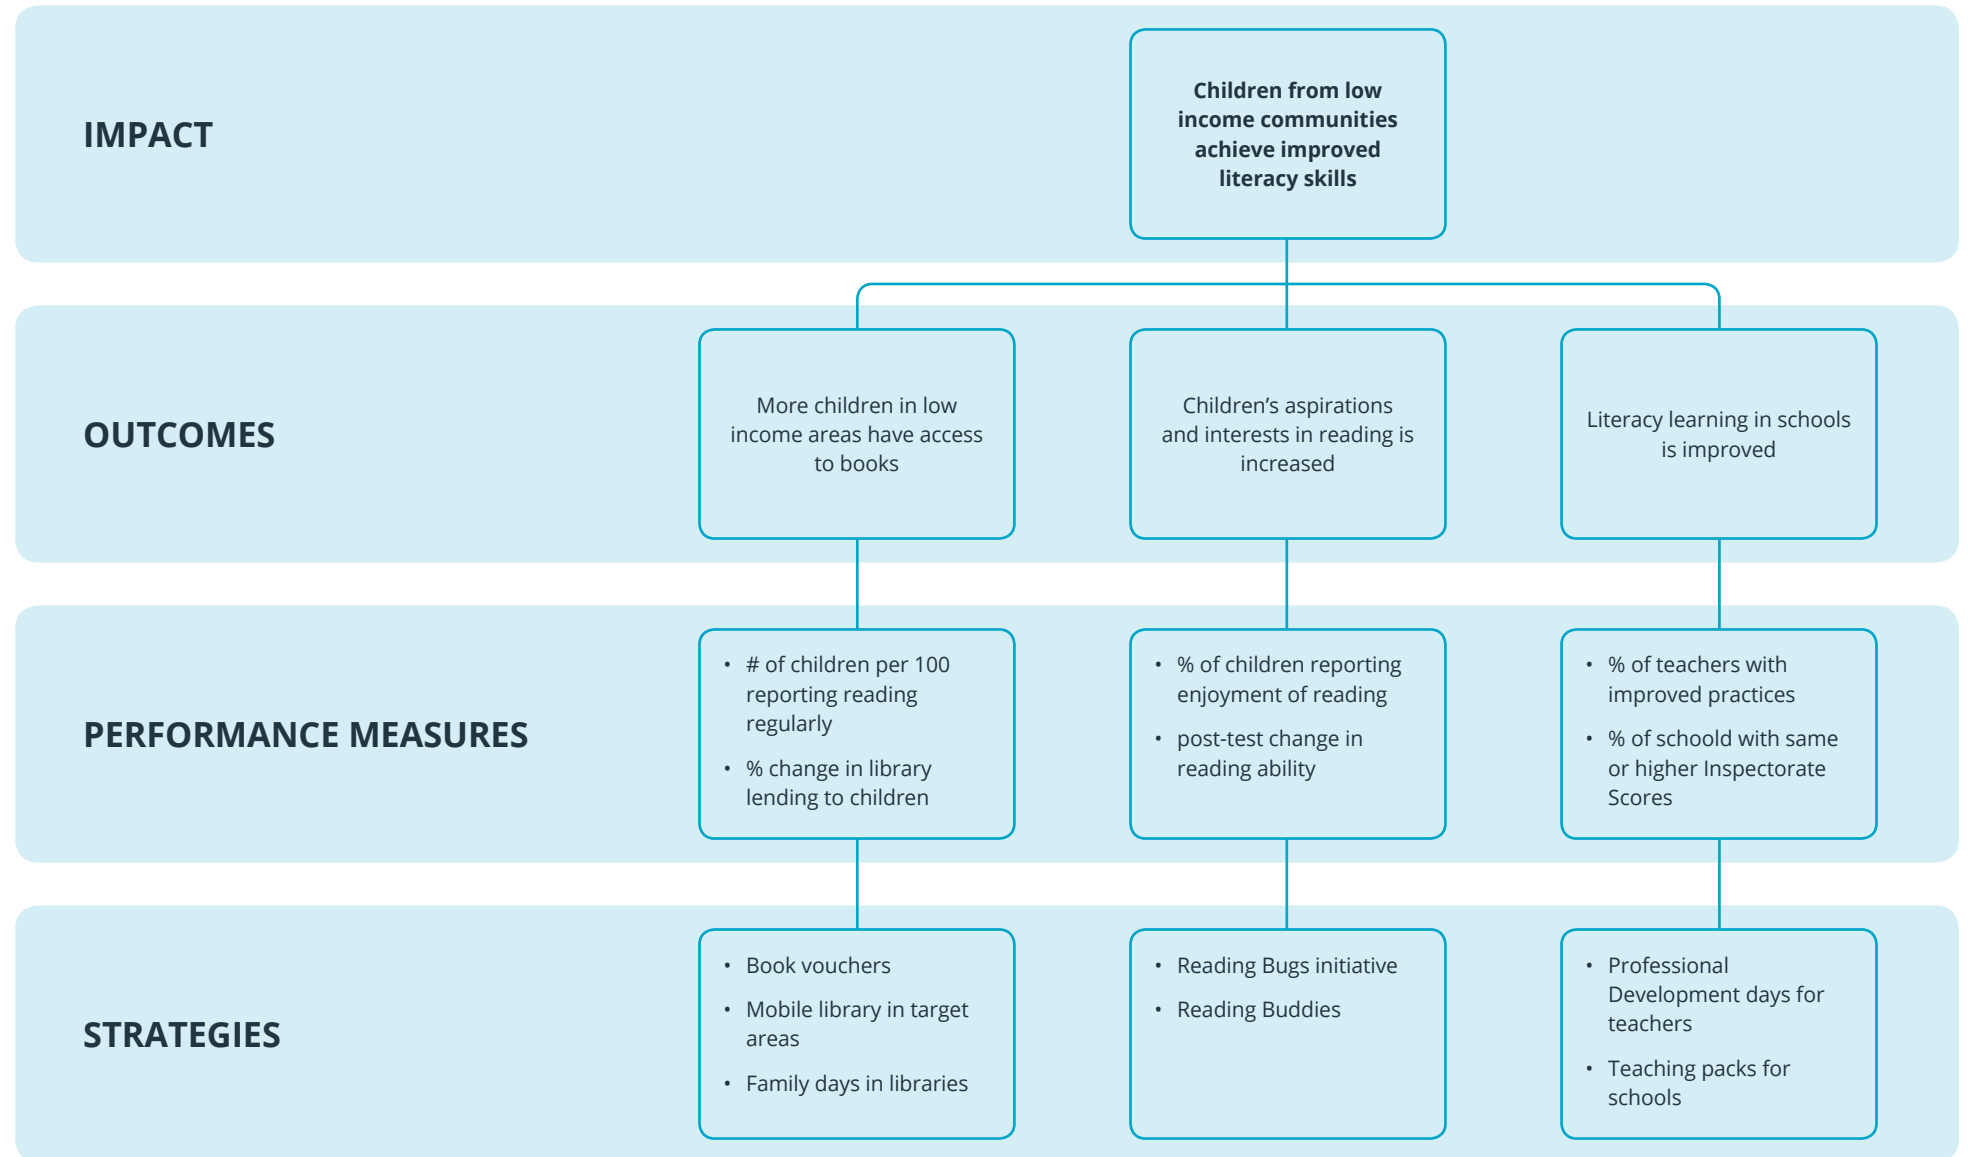 IMPACT
Children from low
income communities
achieve improved
literacy skills
OUTCOMES
More children in low
income areas have access
to books
Children’s aspirations
and interests in reading is
increased
Literacy learning in schools
is improved
PERFORMANCE MEASURES
• # of children per 100
reporting reading
regularly
• % change in library
lending to children
• % of children reporting
enjoyment of reading
• post-test change in
reading ability
• % of teachers with
improved practices
• % of schoold with same
or higher Inspectorate
Scores
STRATEGIES
• Book vouchers
• Mobile library in target
areas
• Family days in libraries
• Reading Bugs initiative
• Reading Buddies
• Professional
Development days for
teachers
• Teaching packs for
schools